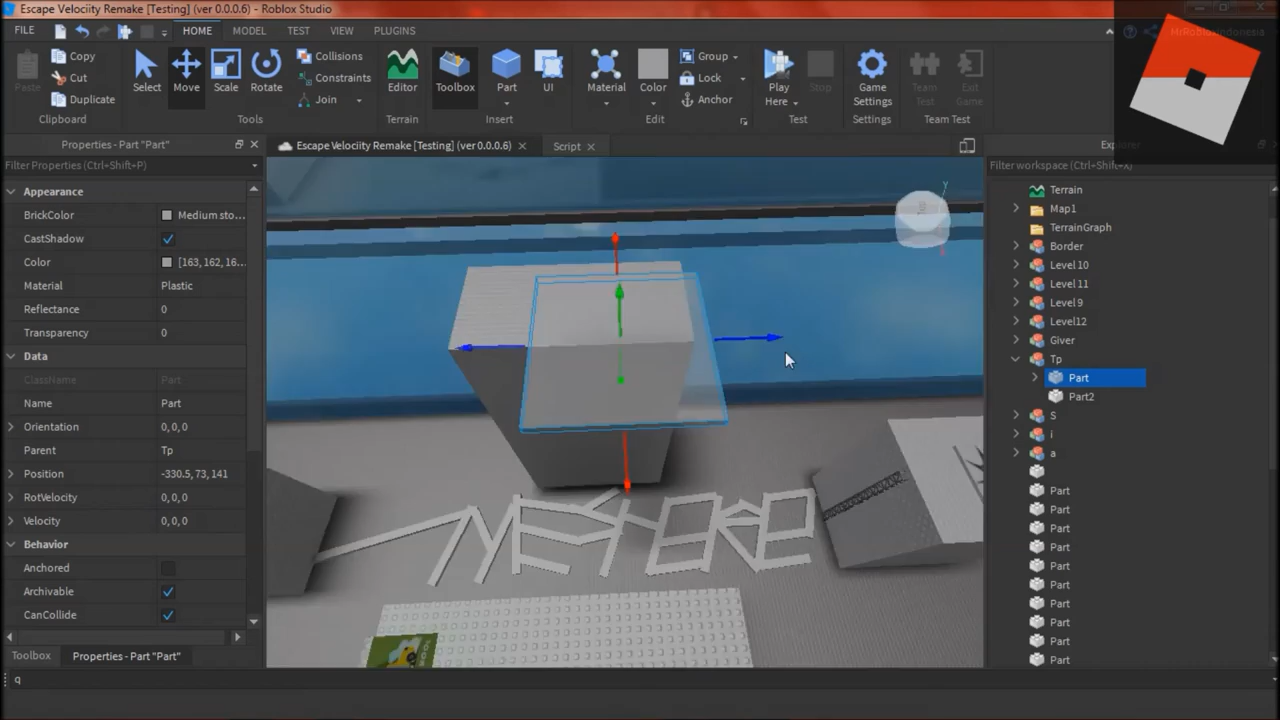 Escape Velociity Remake [Testing] (ver 0.0.0.6) - Roblox Studio
FILE HOME MODEL TEST VIEW PLUGINS
MrRobloxIndonesia
Paste Copy Cut Duplicate Clipboard
Select Move Scale Rotate Collisions Constraints Join Tools
Editor Terrain
Toolbox Part UI Insert
Material Color Group Lock Anchor Edit
Play Here Stop Test
Game Settings Settings
Team Test Exit Game Team Test
Properties - Part "Part"
Filter Properties (Ctrl+Shift+P)
Appearance
BrickColor Medium sto...
CastShadow
Color [163, 162, 16...
Material Plastic
Reflectance 0
Transparency 0
Data
ClassName Part
Name Part
Orientation 0,0,0
Parent Tp
Position -330.5,73,141
RotVelocity 0,0,0
Velocity 0,0,0
Behavior
Anchored
Archivable
CanCollide
Toolbox Properties - Part "Part"
q
Escape Velociity Remake [Testing] (ver 0.0.0.6) Script
y
Explorer
Filter workspace (Ctrl+Shift+X)
Terrain
Map1
TerrainGraph
Border
Level 10
Level 11
Level 9
Level12
Giver
Tp
Part
Part2
S
i
a
Part
Part
Part
Part
Part
Part
Part
Part
Part
Part